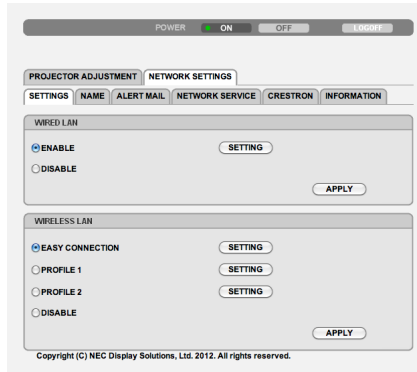 POWER ON OFF LOGOFF
PROJECTOR ADJUSTMENT NETWORK SETTINGS
SETTINGS NAME ALERT MAIL NETWORK SERVICE CRESTRON INFORMATION
WIRED LAN
ENABLE SETTING
DISABLE
APPLY
WIRELESS LAN
EASY CONNECTION SETTING
PROFILE 1 SETTING
PROFILE 2 SETTING
DISABLE
APPLY
Copyright (C) NEC Display Solutions, Ltd. 2012. All rights reserved.